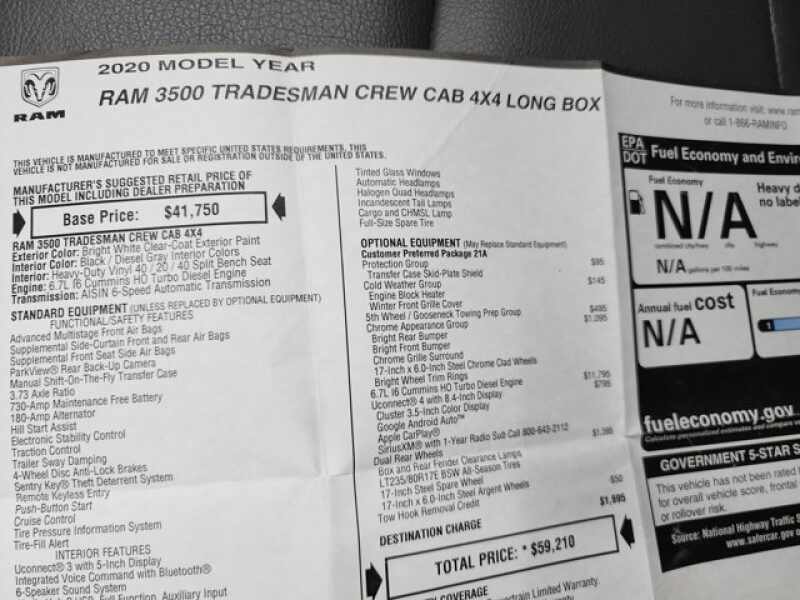 RAM
2020 MODEL YEAR
RAM 3500 TRADESMAN CREW CAB 4X4 LONG BOX
THIS VEHICLE IS MANUFACTURED TO MEET SPECIFIC UNITED STATES REQUIREMENTS, THIS
VEHICLE IS NOT MANUFACTURED FOR SALE OR REGISTRATION OUTSIDE OF THE UNITED STATES.
MANUFACTURER'S SUGGESTED RETAIL PRICE OF
THIS MODEL INCLUDING DEALER PREPARATION
Base Price: $41,750
RAM 3500 TRADESMAN CREW CAB 4X4
Exterior Color: Bright White Clear-Coat Exterior Paint
Interior Color: Black / Diesel Gray Interior Colors
Interior: Heavy-Duty Vinyl 40 / 20 / 40 Split Bench Seat
Engine: 6.7L I6 Cummins HO Turbo Diesel Engine
Transmission: AISIN 6-Speed Automatic Transmission
STANDARD EQUIPMENT (UNLESS REPLACED BY OPTIONAL EQUIPMENT)
FUNCTIONAL/SAFETY FEATURES
Advanced Multistage Front Air Bags
Supplemental Side-Curtain Front and Rear Air Bags
Supplemental Front Seat Side Air Bags
ParkView® Rear Back-Up Camera
Manual Shift-On-The-Fly Transfer Case
3.73 Axle Ratio
730-Amp Maintenance Free Battery
180-Amp Alternator
Hill Start Assist
Electronic Stability Control
Traction Control
Trailer Sway Damping
4-Wheel Disc Anti-Lock Brakes
Sentry Key® Theft Deterrent System
Remote Keyless Entry
Push-Button Start
Cruise Control
Tire Pressure Information System
Tire-Fill Alert
INTERIOR FEATURES
Uconnect® 3 with 5-Inch Display
Integrated Voice Command with Bluetooth®
6-Speaker Sound System
Full Function, Auxiliary Input
Tinted Glass Windows
Automatic Headlamps
Halogen Quad Headlamps
Incandescent Tail Lamps
Cargo and CHMSL Lamp
Full-Size Spare Tire
OPTIONAL EQUIPMENT (May Replace Standard Equipment)
Customer Preferred Package 21A
Protection Group $95
Transfer Case Skid-Plate Shield
Cold Weather Group $145
Engine Block Heater
Winter Front Grille Cover
5th Wheel / Gooseneck Towing Prep Group $495
Chrome Appearance Group $1,095
Bright Rear Bumper
Bright Front Bumper
Chrome Grille Surround
17-Inch x 6.0-Inch Steel Chrome Clad Wheels
Bright Wheel Trim Rings
6.7L I6 Cummins HO Turbo Diesel Engine $11,795
Uconnect® 4 with 8.4-Inch Display $795
Cluster 3.5-Inch Color Display
Google Android Auto™
Apple CarPlay®
SiriusXM® with 1-Year Radio Sub Call 800-643-2112
Dual Rear Wheels $1,395
Box and Rear Fender Clearance Lamps
LT235/80R17E BSW All-Season Tires
17-Inch Steel Spare Wheel
17-Inch x 6.0-Inch Steel Argent Wheels
Tow Hook Removal Credit -$50
DESTINATION CHARGE $1,695
TOTAL PRICE: * $59,210
COVERAGE
Powertrain Limited Warranty.
For more information visit: www.ram
or call 1-866-RAMINFO
EPA
DOT Fuel Economy and Envir
Fuel Economy
N/A
combined city/hwy city highway
N/A gallons per 100 miles
Heavy d
no label
Annual fuel cost
N/A
Fuel Economy
1
fueleconomy.gov
Calculate personalized estimates and compare
GOVERNMENT 5-STAR S
This vehicle has not been rated
for overall vehicle score, frontal
or rollover risk.
Source: National Highway Traffic S
www.safercar.gov o